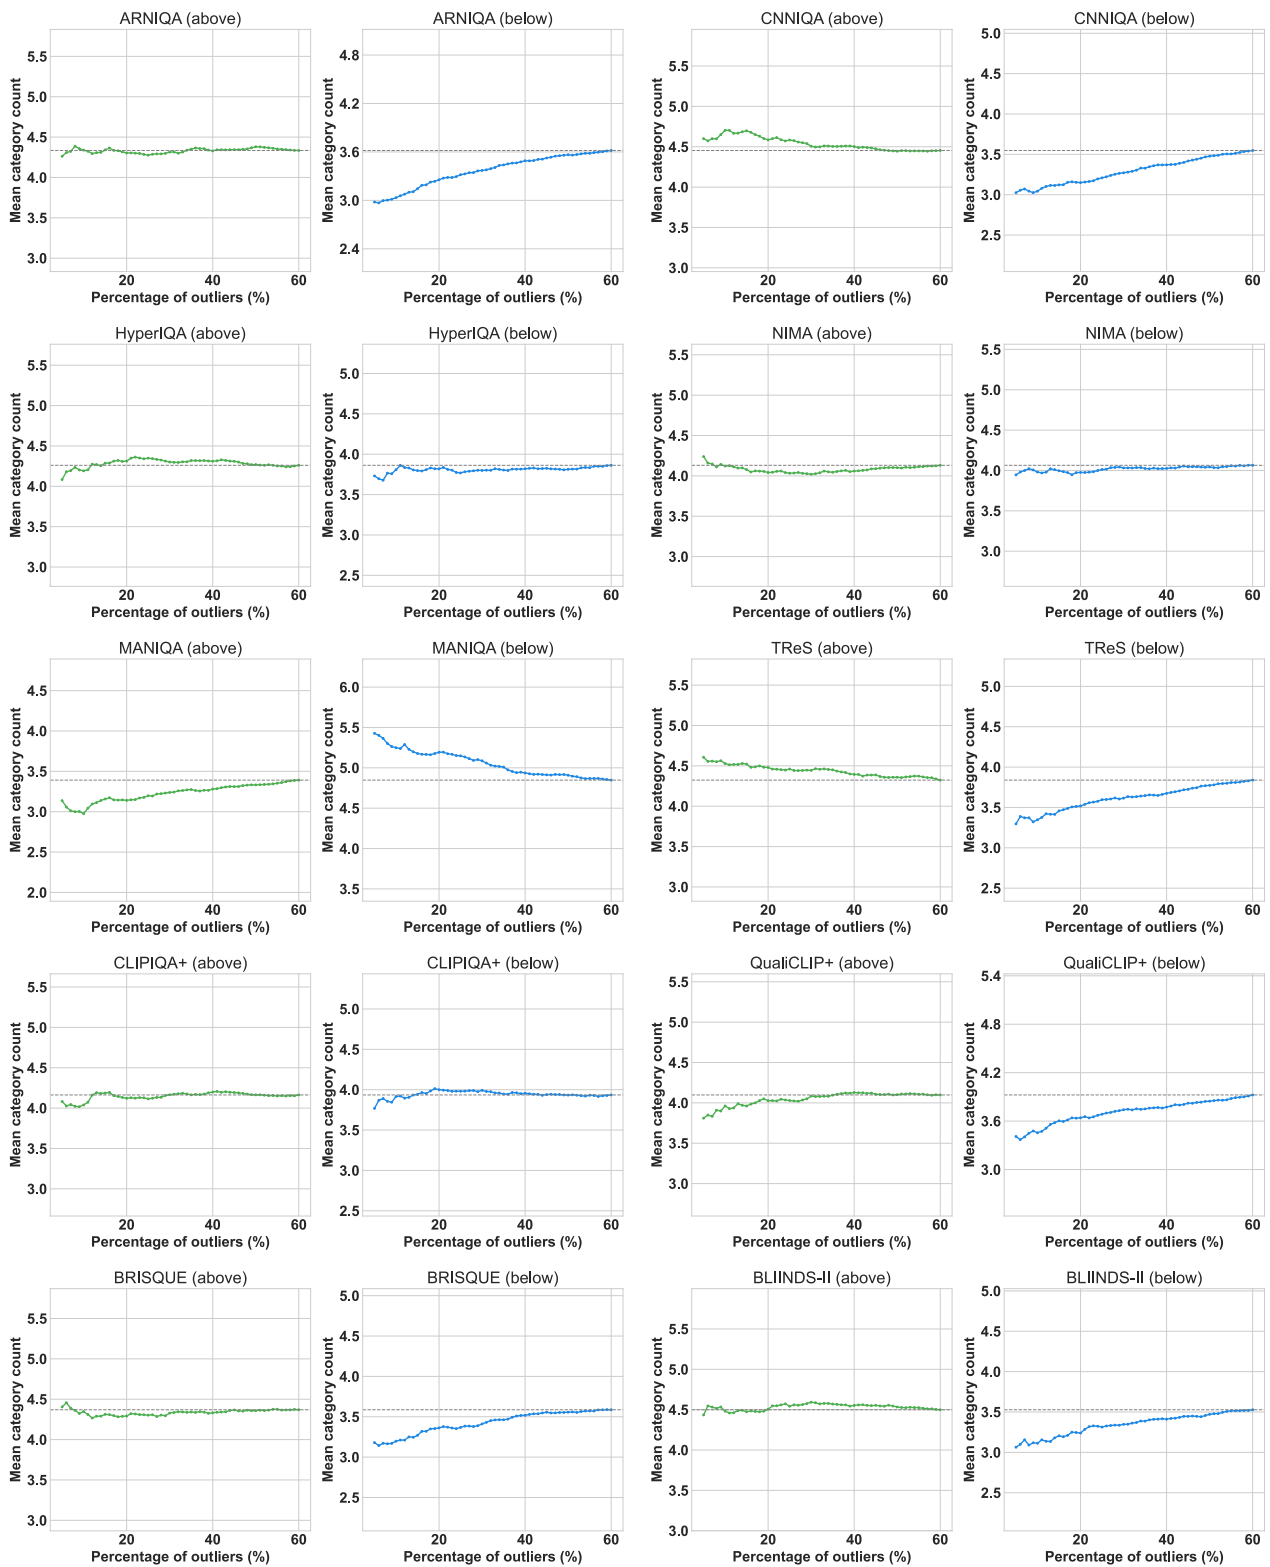 ARNIQA (above)
Mean category count
5.5
5.0
4.5
4.0
3.5
3.0
20
40
60
Percentage of outliers (%)
ARNIQA (below)
Mean category count
4.8
4.2
3.6
3.0
2.4
20
40
60
Percentage of outliers (%)
CNNIQA (above)
Mean category count
5.5
5.0
4.5
4.0
3.5
3.0
20
40
60
Percentage of outliers (%)
CNNIQA (below)
Mean category count
5.0
4.5
4.0
3.5
3.0
2.5
20
40
60
Percentage of outliers (%)
HyperIQA (above)
Mean category count
5.5
5.0
4.5
4.0
3.5
3.0
20
40
60
Percentage of outliers (%)
HyperIQA (below)
Mean category count
5.0
4.5
4.0
3.5
3.0
2.5
20
40
60
Percentage of outliers (%)
NIMA (above)
Mean category count
5.5
5.0
4.5
4.0
3.5
3.0
20
40
60
Percentage of outliers (%)
NIMA (below)
Mean category count
5.5
5.0
4.5
4.0
3.5
3.0
20
40
60
Percentage of outliers (%)
MANIQA (above)
Mean category count
4.5
4.0
3.5
3.0
2.5
2.0
20
40
60
Percentage of outliers (%)
MANIQA (below)
Mean category count
6.0
5.5
5.0
4.5
4.0
3.5
20
40
60
Percentage of outliers (%)
TReS (above)
Mean category count
5.5
5.0
4.5
4.0
3.5
3.0
20
40
60
Percentage of outliers (%)
TReS (below)
Mean category count
5.0
4.5
4.0
3.5
3.0
2.5
20
40
60
Percentage of outliers (%)
CLIPIQA+ (above)
Mean category count
5.5
5.0
4.5
4.0
3.5
3.0
20
40
60
Percentage of outliers (%)
CLIPIQA+ (below)
Mean category count
5.0
4.5
4.0
3.5
3.0
2.5
20
40
60
Percentage of outliers (%)
QualiCLIP+ (above)
Mean category count
5.5
5.0
4.5
4.0
3.5
3.0
20
40
60
Percentage of outliers (%)
QualiCLIP+ (below)
Mean category count
5.4
4.8
4.2
3.6
3.0
20
40
60
Percentage of outliers (%)
BRISQUE (above)
Mean category count
5.5
5.0
4.5
4.0
3.5
3.0
20
40
60
Percentage of outliers (%)
BRISQUE (below)
Mean category count
5.0
4.5
4.0
3.5
3.0
2.5
20
40
60
Percentage of outliers (%)
BLIINDS-II (above)
Mean category count
5.5
5.0
4.5
4.0
3.5
3.0
20
40
60
Percentage of outliers (%)
BLIINDS-II (below)
Mean category count
5.0
4.5
4.0
3.5
3.0
2.5
20
40
60
Percentage of outliers (%)